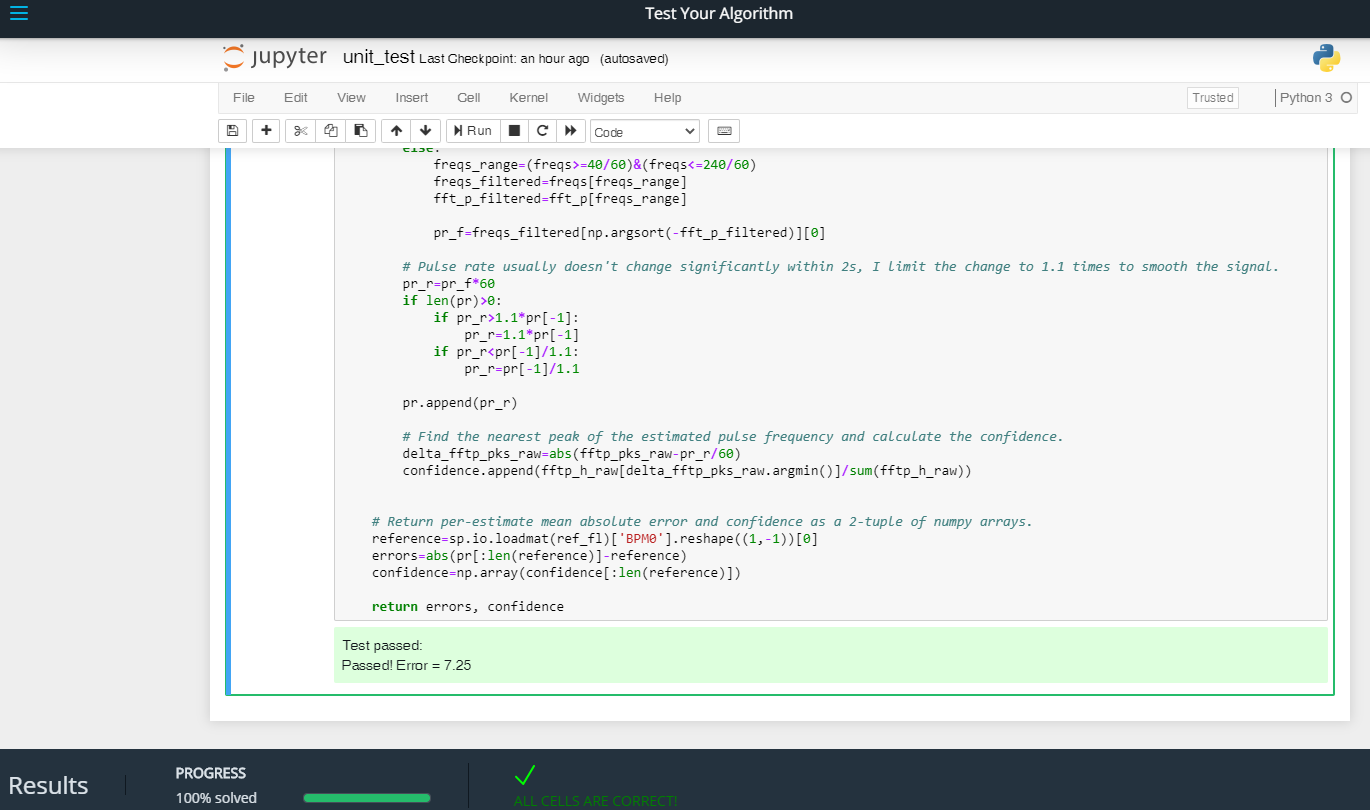 Test Your Algorithm
jupyter unit_test Last Checkpoint: an hour ago (autosaved)
File Edit View Insert Cell Kernel Widgets Help Trusted Python 3
Run Code
else:
freqs_range=(freqs>=40/60)&(freqs<=240/60)
freqs_filtered=freqs[freqs_range]
fft_p_filtered=fft_p[freqs_range]
pr_f=freqs_filtered[np.argsort(-fft_p_filtered)][0]
# Pulse rate usually doesn't change significantly within 2s, I limit the change to 1.1 times to smooth the signal.
pr_r=pr_f*60
if len(pr)>0:
if pr_r>1.1*pr[-1]:
pr_r=1.1*pr[-1]
if pr_r<pr[-1]/1.1:
pr_r=pr[-1]/1.1
pr.append(pr_r)
# Find the nearest peak of the estimated pulse frequency and calculate the confidence.
delta_fftp_pks_raw=abs(fftp_pks_raw-pr_r/60)
confidence.append(fftp_h_raw[delta_fftp_pks_raw.argmin()]/sum(fftp_h_raw))
# Return per-estimate mean absolute error and confidence as a 2-tuple of numpy arrays.
reference=sp.io.loadmat(ref_fl)['BPM0'].reshape((1,-1))[0]
errors=abs(pr[:len(reference)]-reference)
confidence=np.array(confidence[:len(reference)])
return errors, confidence
Test passed:
Passed! Error = 7.25
Results
PROGRESS
100% solved
ALL CELLS ARE CORRECT!